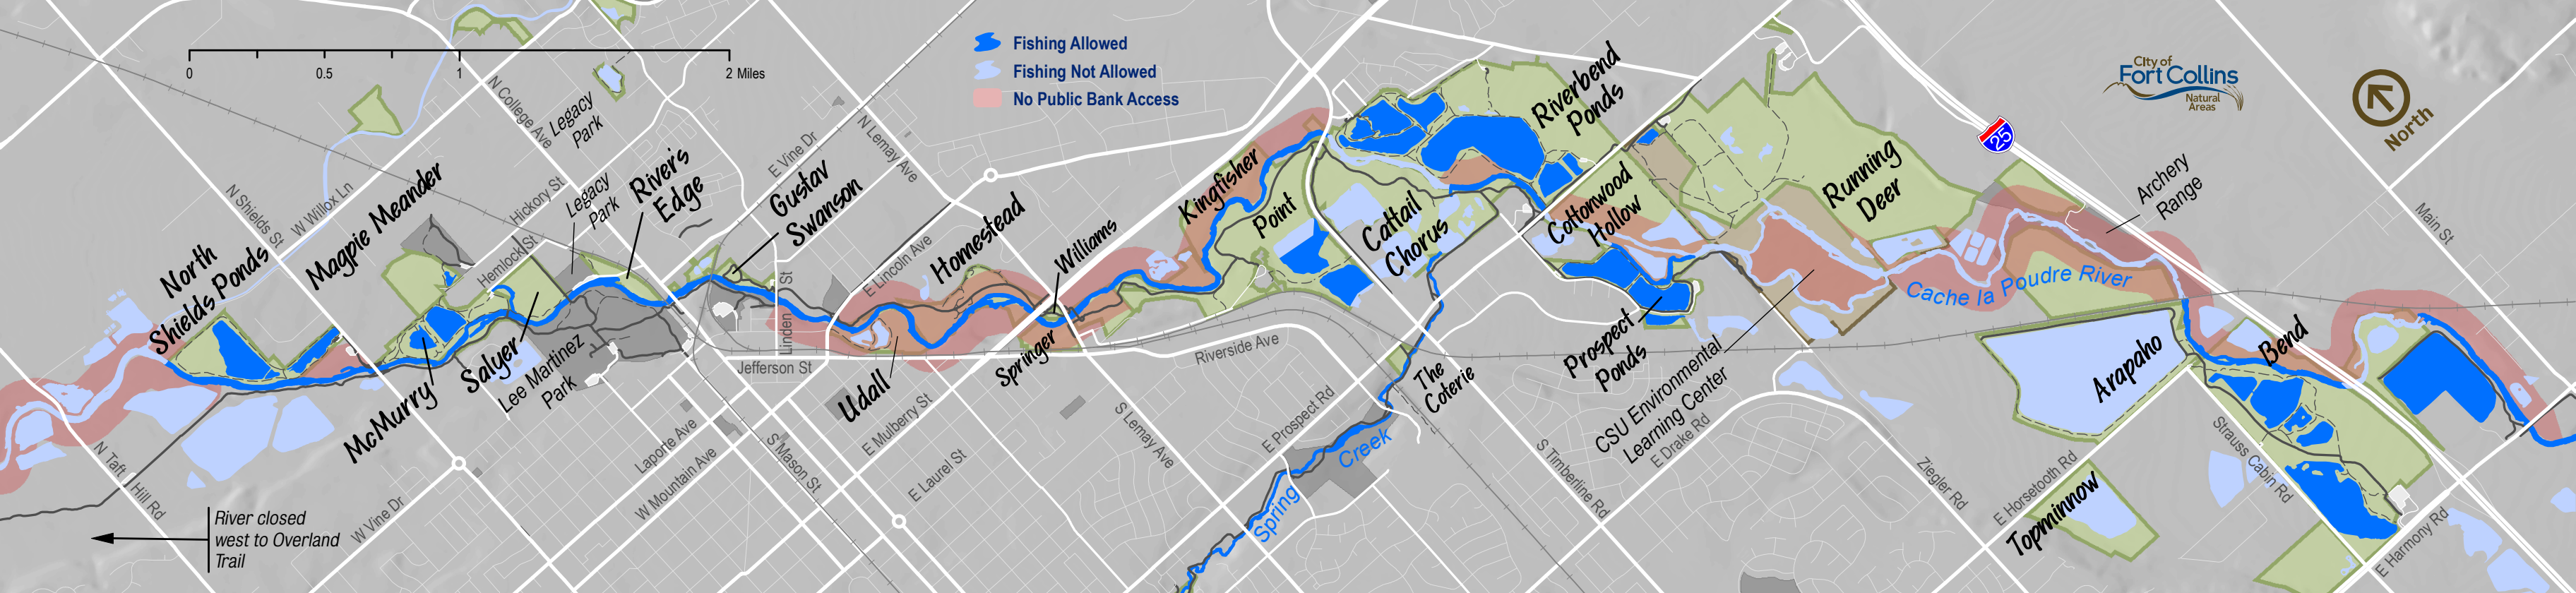 0
0.5
1
2 Miles
Fishing Allowed
Fishing Not Allowed
No Public Bank Access
City of
Fort Collins
Natural
Areas
North
25
N College Ave
Legacy
Park
N Shields St
W Willox Ln
Magpie Meander
Hickory St
Legacy
Park
River's
Edge
E Vine Dr
N Lemay Ave
Gustav
Swanson
Kingfisher
Point
Riverbend
Ponds
Running
Deer
Archery
Range
Main St
North
Shields Ponds
Hemlock St
Homestead
Williams
E Lincoln Ave
Linden St
Cattail
Chorus
Cottonwood
Hollow
Cache la Poudre River
McMurry
Salyer
Lee Martinez
Park
Jefferson St
Udall
Springer
Riverside Ave
The
Coterie
Prospect
Ponds
CSU Environmental
Learning Center
Arapaho
Bend
N Taft Hill Rd
River closed
west to Overland
Trail
W Vine Dr
Laporte Ave
W Mountain Ave
S Mason St
E Mulberry St
E Laurel St
S Lemay Ave
E Prospect Rd
Spring Creek
S Timberline Rd
E Drake Rd
Ziegler Rd
E Horsetooth Rd
Topminnow
Strauss Cabin Rd
E Harmony Rd